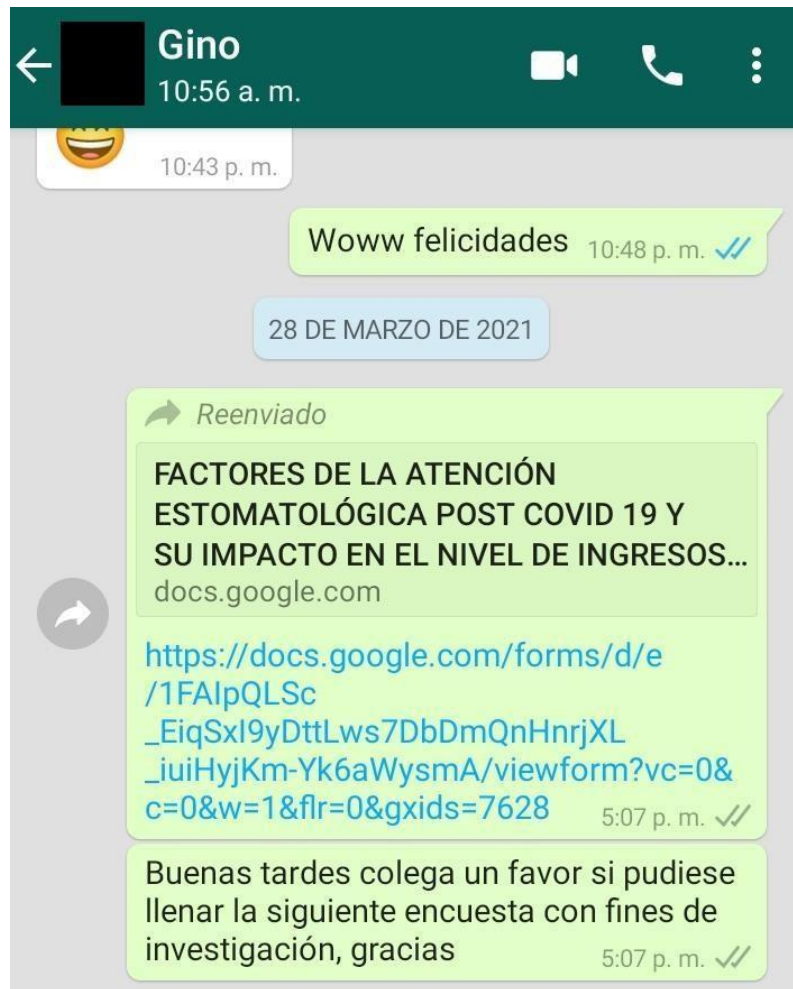 Gino
10:56 a. m.
10:43 p. m.
Woww felicidades 10:48 p. m.
28 DE MARZO DE 2021
Reenviado
FACTORES DE LA ATENCIÓN
ESTOMATOLÓGICA POST COVID 19 Y
SU IMPACTO EN EL NIVEL DE INGRESOS...
docs.google.com
https://docs.google.com/forms/d/e
/1FAIpQLSc
_EiqSxI9yDttLws7DbDmQnHnrjXL
_iuiHyjKm-Yk6aWysmA/viewform?vc=0&
c=0&w=1&flr=0&gxids=7628 5:07 p. m.
Buenas tardes colega un favor si pudiese
llenar la siguiente encuesta con fines de
investigación, gracias 5:07 p. m.